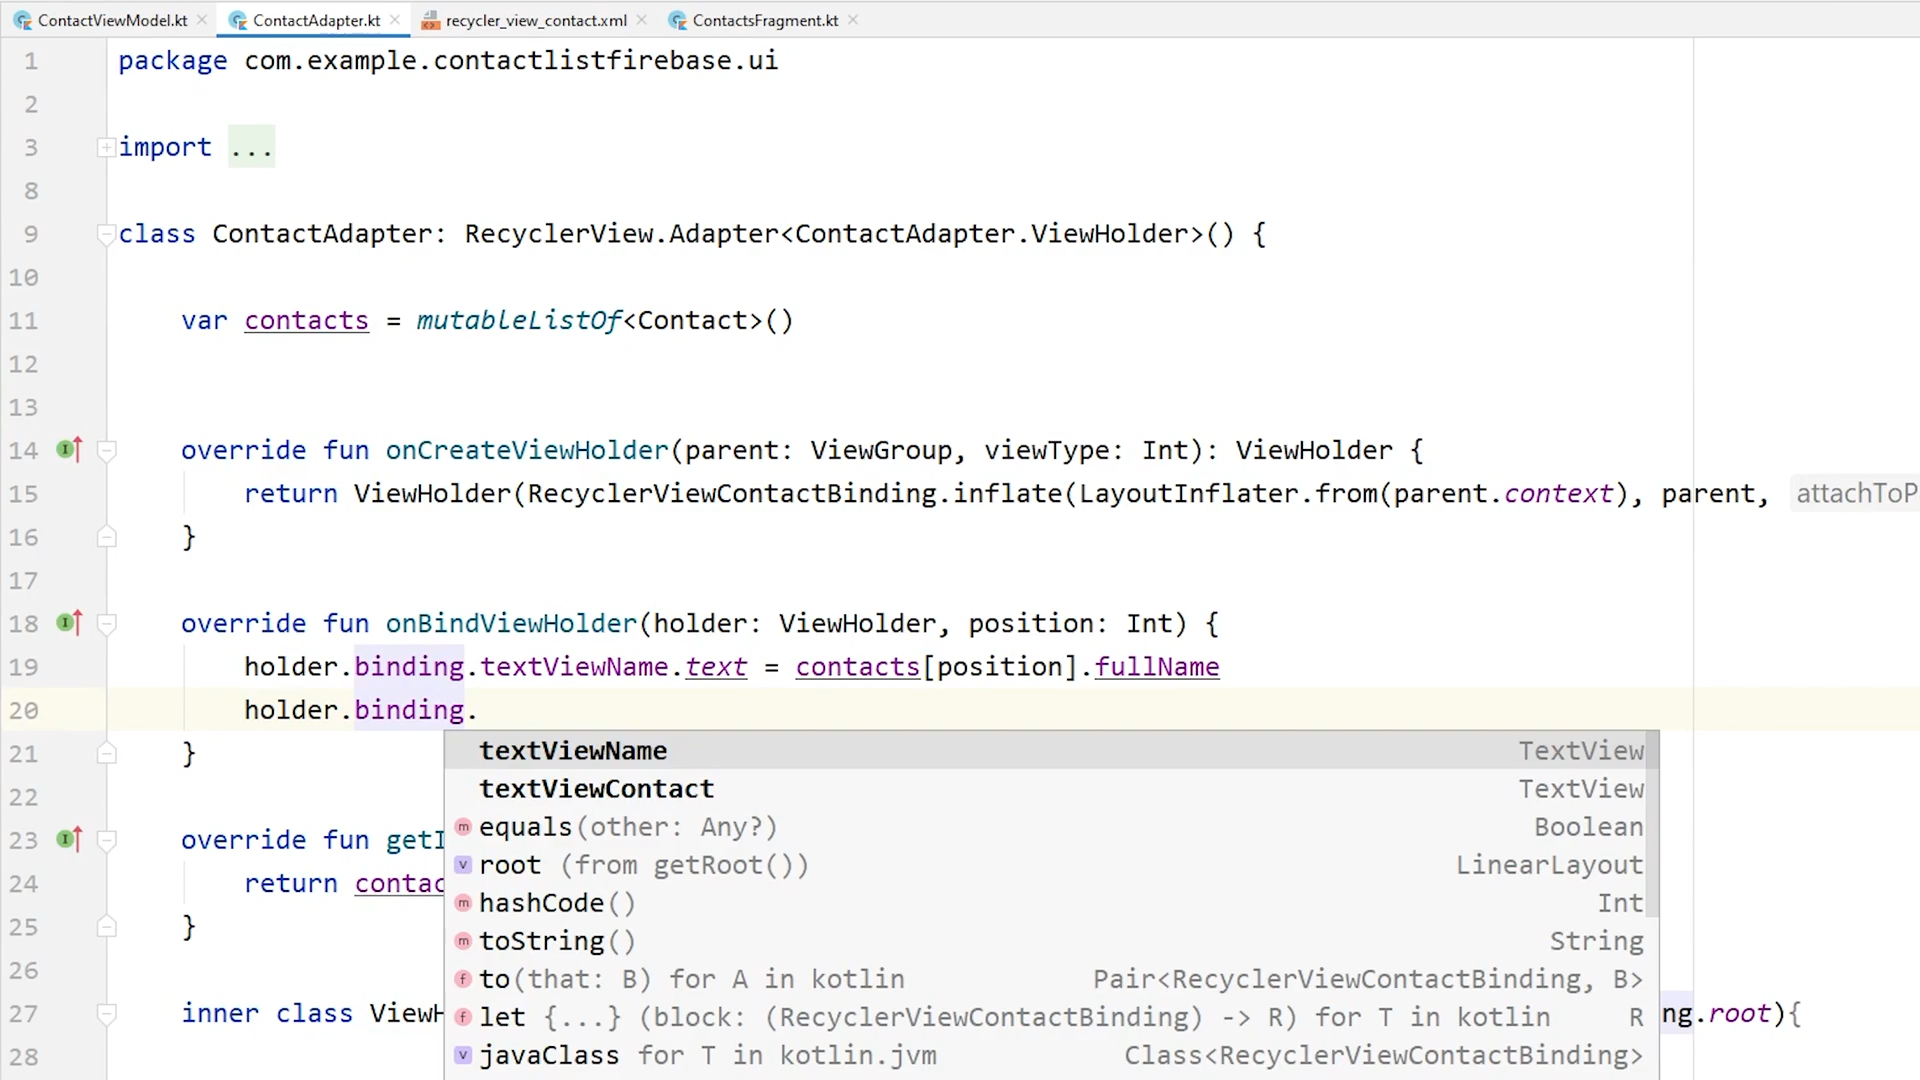 ContactViewModel.kt ContactAdapter.kt recycler_view_contact.xml ContactsFragment.kt
1 package com.example.contactlistfirebase.ui
2
3 import ...
8
9 class ContactAdapter: RecyclerView.Adapter<ContactAdapter.ViewHolder>() {
10
11 var contacts = mutableListOf<Contact>()
12
13
14 override fun onCreateViewHolder(parent: ViewGroup, viewType: Int): ViewHolder {
15 return ViewHolder(RecyclerViewContactBinding.inflate(LayoutInflater.from(parent.context), parent, attachToP
16 }
17
18 override fun onBindViewHolder(holder: ViewHolder, position: Int) {
19 holder.binding.textViewName.text = contacts[position].fullName
20 holder.binding.
21 }
22
23 override fun getI
24 return contac
25 }
26
27 inner class ViewH ng.root){
28
textViewName TextView
textViewContact TextView
m equals(other: Any?) Boolean
v root (from getRoot()) LinearLayout
m hashCode() Int
m toString() String
f to(that: B) for A in kotlin Pair<RecyclerViewContactBinding, B>
f let {...} (block: (RecyclerViewContactBinding) -> R) for T in kotlin R
v javaClass for T in kotlin.jvm Class<RecyclerViewContactBinding>